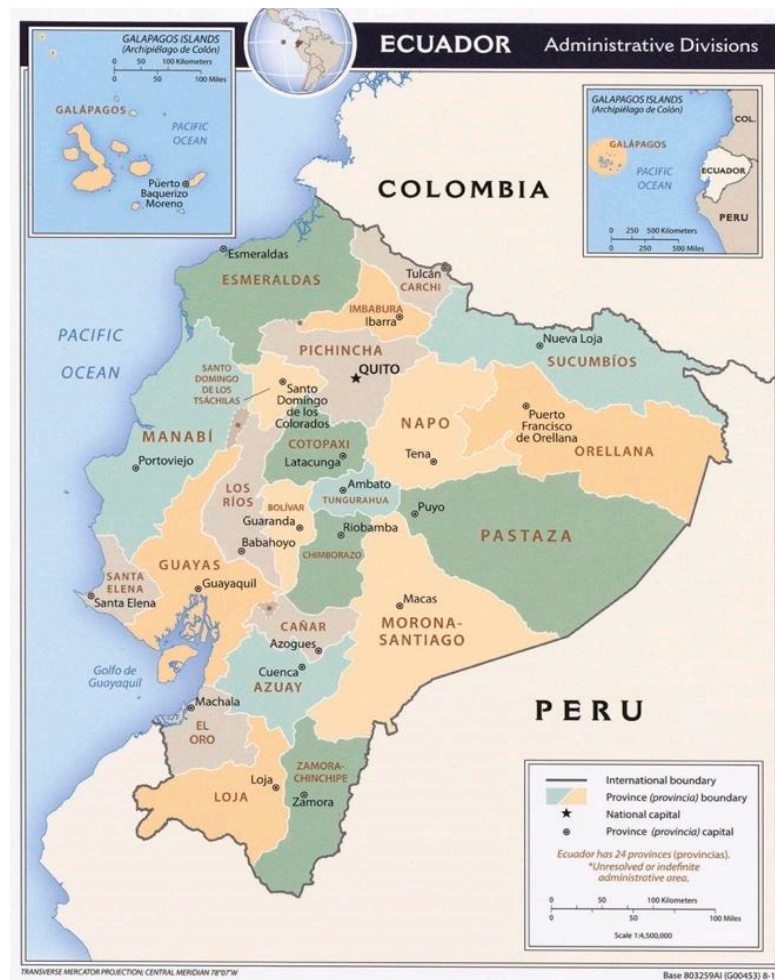 ECUADOR Administrative Divisions
GALAPAGOS ISLANDS
(Archipiélago de Colón)
0 50 100 Kilometers
0 50 100 Miles
GALÁPAGOS
PACIFIC
OCEAN
Puerto
Baquerizo
Moreno
GALAPAGOS ISLANDS
(Archipiélago de Colón)
COL.
GALÁPAGOS
ECUADOR
PACIFIC
OCEAN
PERU
0 250 500 Kilometers
0 250 500 Miles
COLOMBIA
Esmeraldas
ESMERALDAS
Tulcán
CARCHI
IMBABURA
Ibarra
PACIFIC
OCEAN
PICHINCHA
QUITO
Nueva Loja
SUCUMBÍOS
SANTO
DOMINGO
DE LOS
TSÁCHILAS
Santo
Domingo
de los
Colorados
NAPO
Puerto
Francisco
de Orellana
ORELLANA
MANABÍ
Portoviejo
COTOPAXI
Latacunga
Tena
LOS
RÍOS
Ambato
TUNGURAHUA
BOLÍVAR
Guaranda
Puyo
PASTAZA
Riobamba
Babahoyo
CHIMBORAZO
GUAYAS
SANTA
ELENA
Santa Elena
Guayaquil
Macas
MORONA-
SANTIAGO
CAÑAR
Azogues
Golfo de
Guayaquil
Cuenca
AZUAY
Machala
EL
ORO
PERU
ZAMORA-
CHINCHIPE
Loja
LOJA
Zamora
International boundary
Province (provincia) boundary
National capital
Province (provincia) capital
Ecuador has 24 provinces (provincias).
*Unresolved or indefinite
administrative area.
0 50 100 Kilometers
0 50 100 Miles
Scale 1:4,500,000
TRANSVERSE MERCATOR PROJECTION; CENTRAL MERIDIAN 78°07'W
Base 803259AI (G00453) 8-1